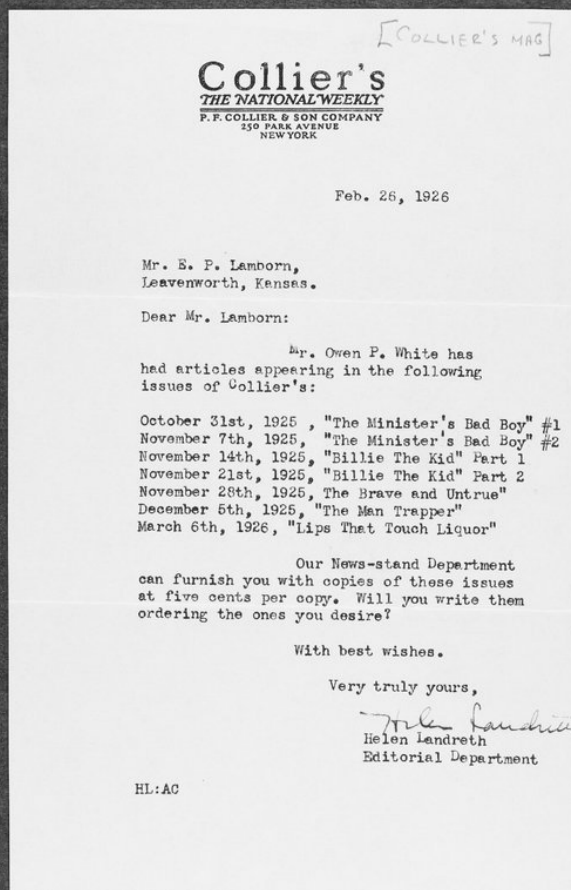 [COLLIER'S MAG]
Collier's
THE NATIONAL WEEKLY
P. F. COLLIER & SON COMPANY
250 PARK AVENUE
NEW YORK
Feb. 26, 1926
Mr. E. P. Lamborn,
Leavenworth, Kansas.
Dear Mr. Lamborn:
Mr. Owen P. White has
had articles appearing in the following
issues of Collier's:
October 31st, 1925 , "The Minister's Bad Boy" #1
November 7th, 1925, "The Minister's Bad Boy" #2
November 14th, 1925, "Billie The Kid" Part 1
November 21st, 1925, "Billie The Kid" Part 2
November 28th, 1925, The Brave and Untrue"
December 5th, 1925, "The Man Trapper"
March 6th, 1926, "Lips That Touch Liquor"
Our News-stand Department
can furnish you with copies of these issues
at five cents per copy. Will you write them
ordering the ones you desire?
With best wishes.
Very truly yours,
Helen Landreth
Helen Landreth
Editorial Department
HL:AC